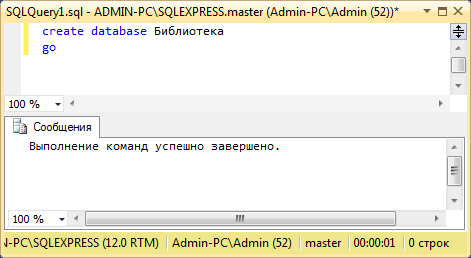 SQLQuery1.sql - ADMIN-PC\SQLEXPRESS.master (Admin-PC\Admin (52))*
create database Библиотека
go
100 %
Сообщения
Выполнение команд успешно завершено.
100 %
N-PC\SQLEXPRESS (12.0 RTM) Admin-PC\Admin (52) master 00:00:01 0 строк